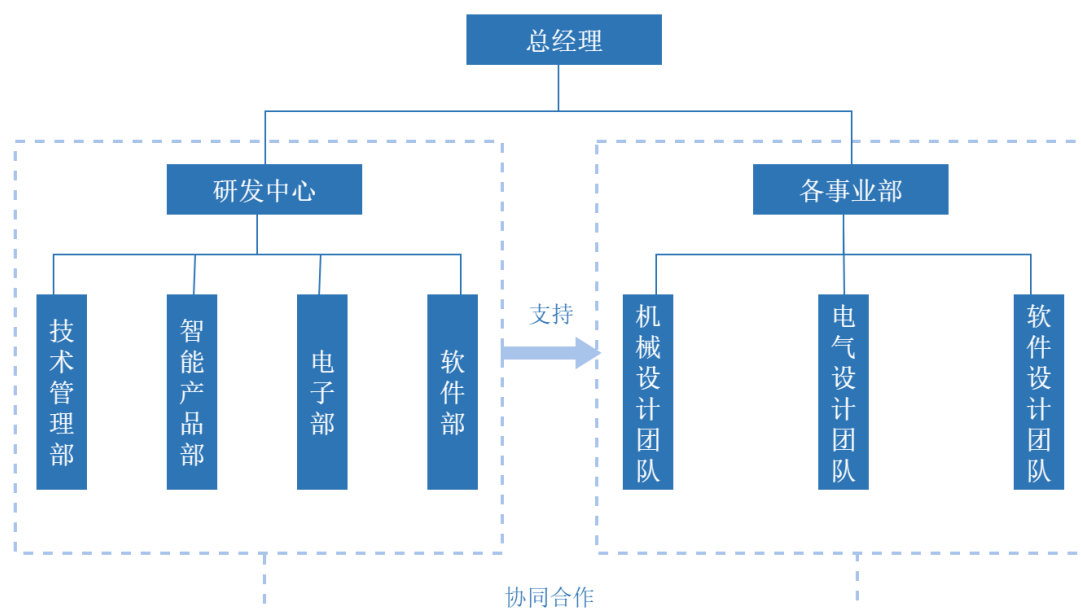 总经理
研发中心
各事业部
技术管理部
智能产品部
电子部
软件部
支持
机械设计团队
电气设计团队
软件设计团队
协同合作